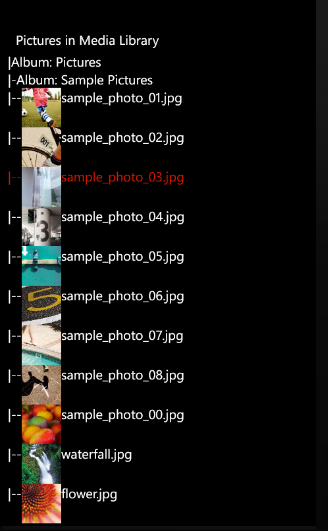 Pictures in Media Library
|Album: Pictures
|-Album: Sample Pictures
|--sample_photo_01.jpg
|--sample_photo_02.jpg
|--sample_photo_03.jpg
|--sample_photo_04.jpg
|--sample_photo_05.jpg
|--sample_photo_06.jpg
|--sample_photo_07.jpg
|--sample_photo_08.jpg
|--sample_photo_00.jpg
|--waterfall.jpg
|--flower.jpg